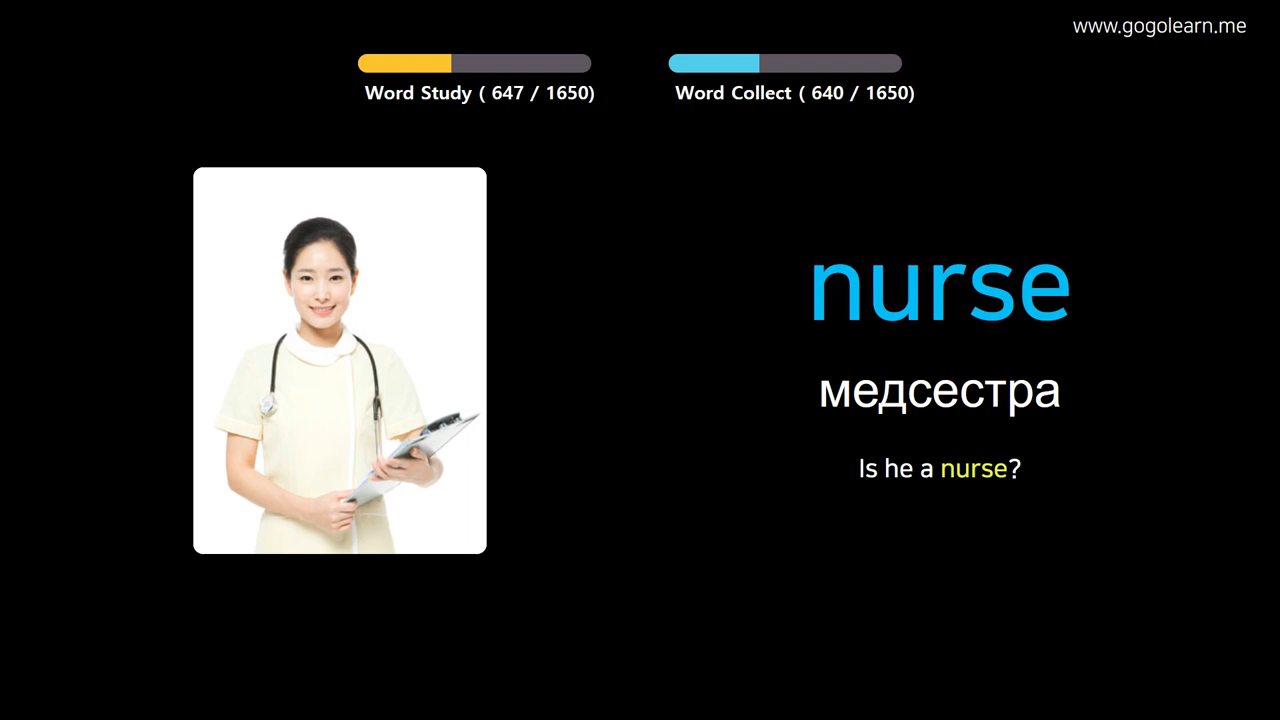 www.gogolearn.me
Word Study ( 647 / 1650)
Word Collect ( 640 / 1650)
nurse
медсестра
Is he a nurse?